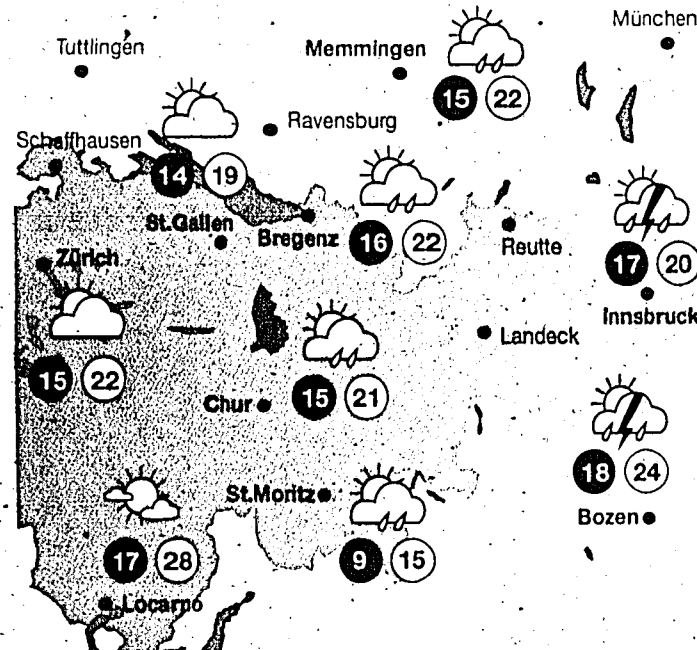 München
Tuttlingen
Memmingen
15 22
Ravensburg
Schaffhausen
14 19
St.Gallen
Bregenz
16 22
Reutte
17 20
Zürich
Innsbruck
Landeck
15 22
Chur
15 21
18 24
St.Moritz
Bozen
17 28
9 15
Locarno